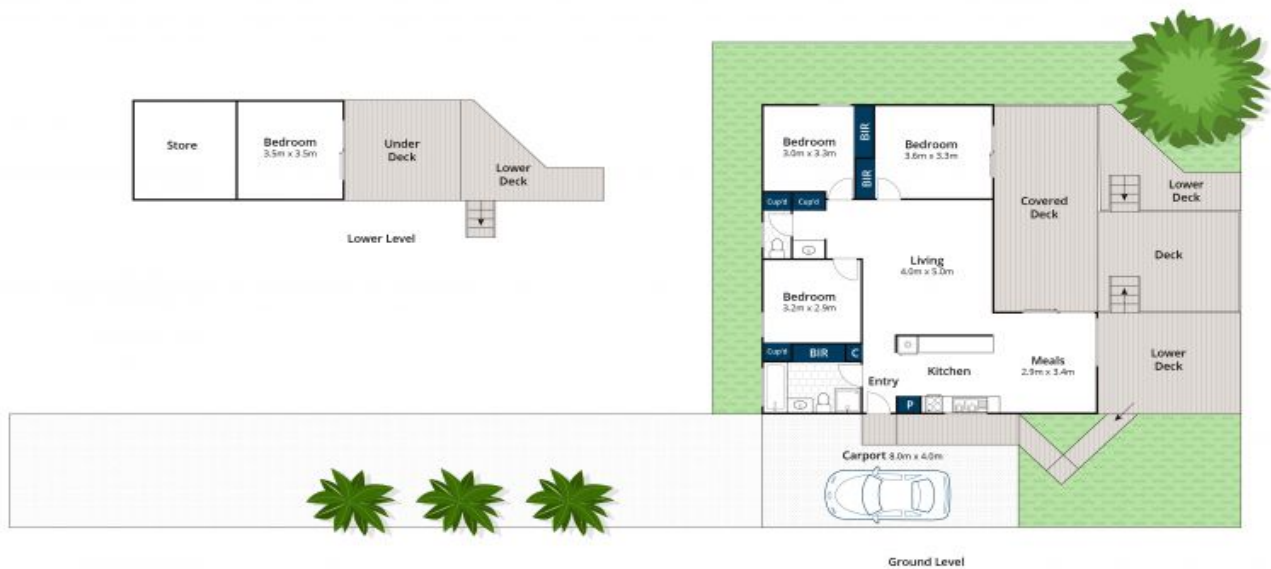 Store
Bedroom
3.5m x 3.5m
Under
Deck
Lower
Deck
Lower Level
Bedroom
3.0m x 3.3m
BIR
BIR
Bedroom
3.6m x 3.3m
Cup'd
Cup'd
Covered
Deck
Lower
Deck
Deck
Living
4.0m x 5.0m
Bedroom
3.2m x 2.9m
Cup'd
BIR
C
Entry
Kitchen
Meals
2.9m x 3.4m
Lower
Deck
P
Carport 8.0m x 4.0m
Ground Level